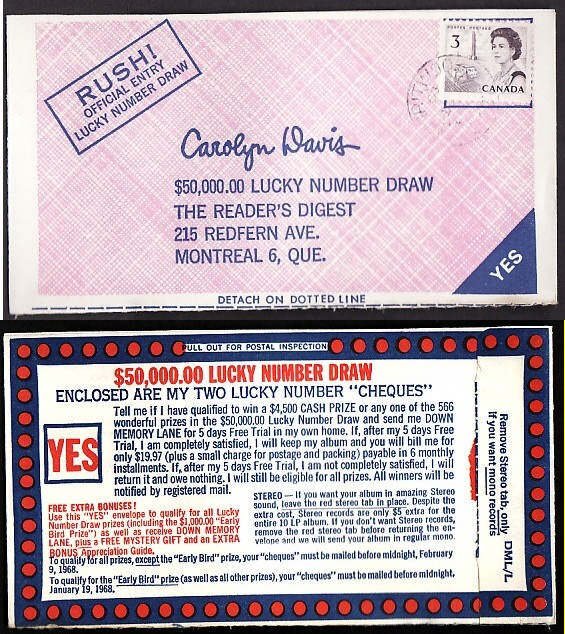 RUSH!
OFFICIAL ENTRY
LUCKY NUMBER DRAW
POSTES POSTAGE
3
CANADA
Carolyn Davis
$50,000.00 LUCKY NUMBER DRAW
THE READER'S DIGEST
215 REDFERN AVE.
MONTREAL 6, QUE.
YES
DETACH ON DOTTED LINE
PULL OUT FOR POSTAL INSPECTION
$50,000.00 LUCKY NUMBER DRAW
ENCLOSED ARE MY TWO LUCKY NUMBER "CHEQUES"
YES
Tell me if I have qualified to win a $4,500 CASH PRIZE or any one of the 566
wonderful prizes in the $50,000.00 Lucky Number Draw and send me DOWN
MEMORY LANE for 5 days Free Trial in my own home. If, after my 5 days Free
Trial, I am completely satisfied, I will keep my album and you will bill me for
only $19.97 (plus a small charge for postage and packing) payable in 6 monthly
installments. If, after my 5 days Free Trial, I am not completely satisfied, I will
return it and owe nothing. I will still be eligible for all prizes. All winners will be
notified by registered mail.
FREE EXTRA BONUSES!
Use this "YES" envelope to qualify for all Lucky
Number Draw prizes (including the $1,000.00 "Early
Bird Prize") as well as receive DOWN MEMORY
LANE, plus a FREE MYSTERY GIFT and an EXTRA
BONUS Appreciation Guide.
STEREO — If you want your album in amazing Stereo
sound, leave the red stereo tab in place. Despite the
extra cost, Stereo records are only $5 extra for the
entire 10 LP album. If you don't want Stereo records,
remove the red stereo tab before returning the en-
velope and we will send your album in regular mono.
To qualify for all prizes, except the "Early Bird" prize, your "cheques" must be mailed before midnight, February
9, 1968.
To qualify for the "Early Bird" prize (as well as all other prizes), your "cheques" must be mailed before midnight,
January 19, 1968.
Remove Stereo tab, only
if you want mono records
DML/L